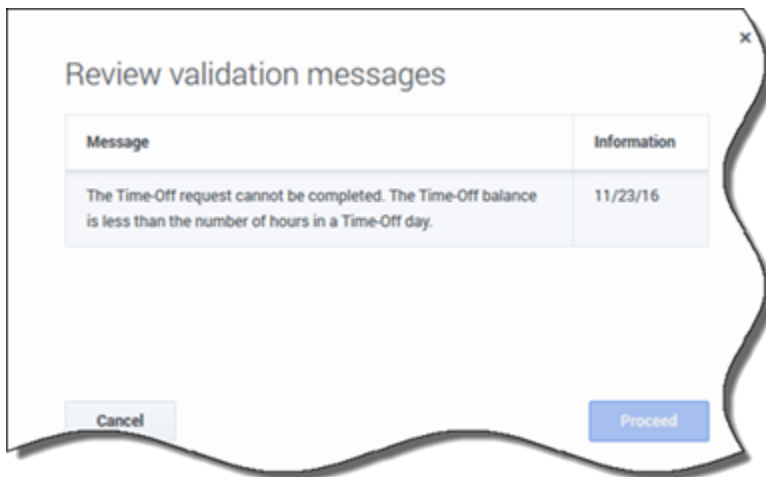 Review validation messages
Message Information
The Time-Off request cannot be completed. The Time-Off balance 11/23/16
is less than the number of hours in a Time-Off day.
Cancel Proceed